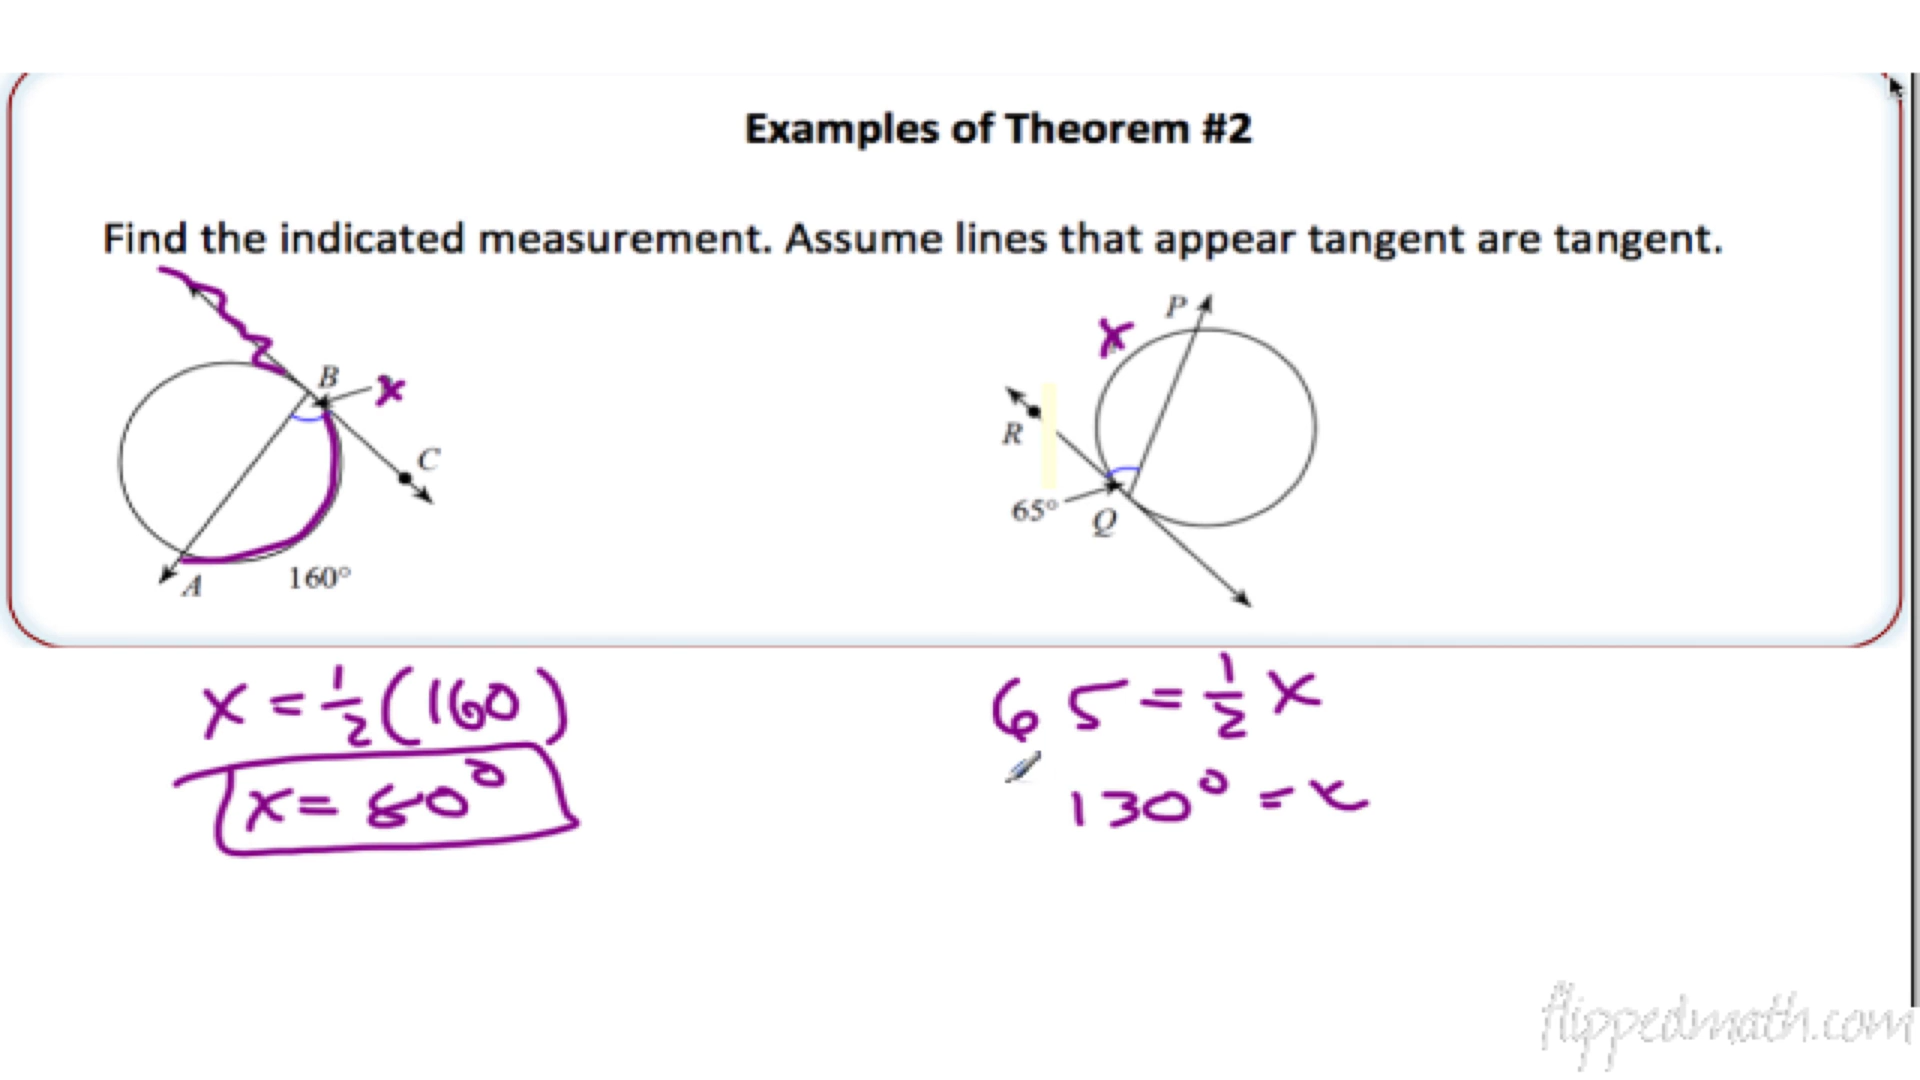 Examples of Theorem #2
Find the indicated measurement. Assume lines that appear tangent are tangent.
B
x
C
A
160°
P
x
R
65°
Q
x = 1/2 (160)
x = 80°
65 = 1/2 x
130° = x
flippedmath.com